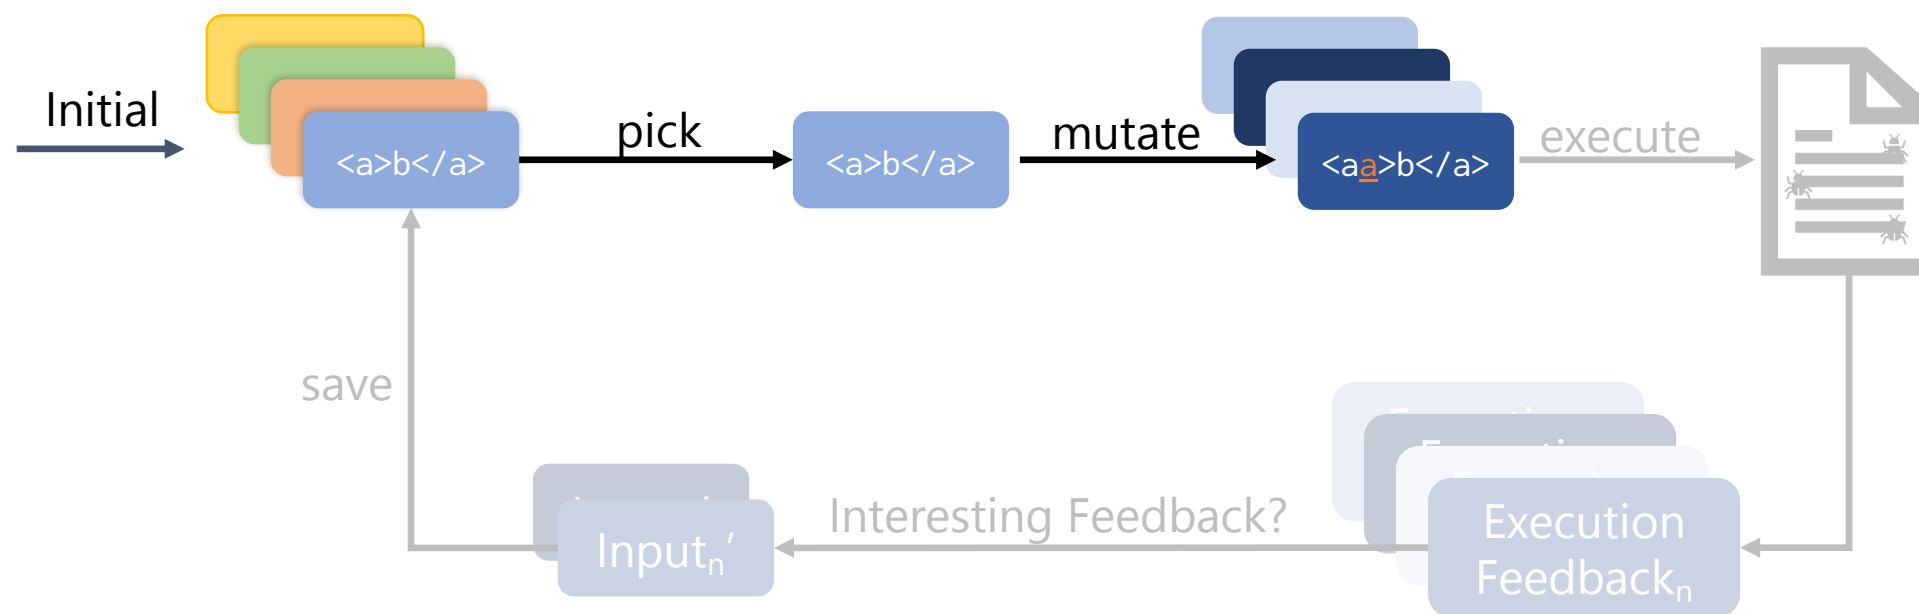 Initial
<a>b</a>
pick
<a>b</a>
mutate
<aa>b</a>
execute
save
Inputₙ′
Interesting Feedback?
Execution
Feedbackₙ